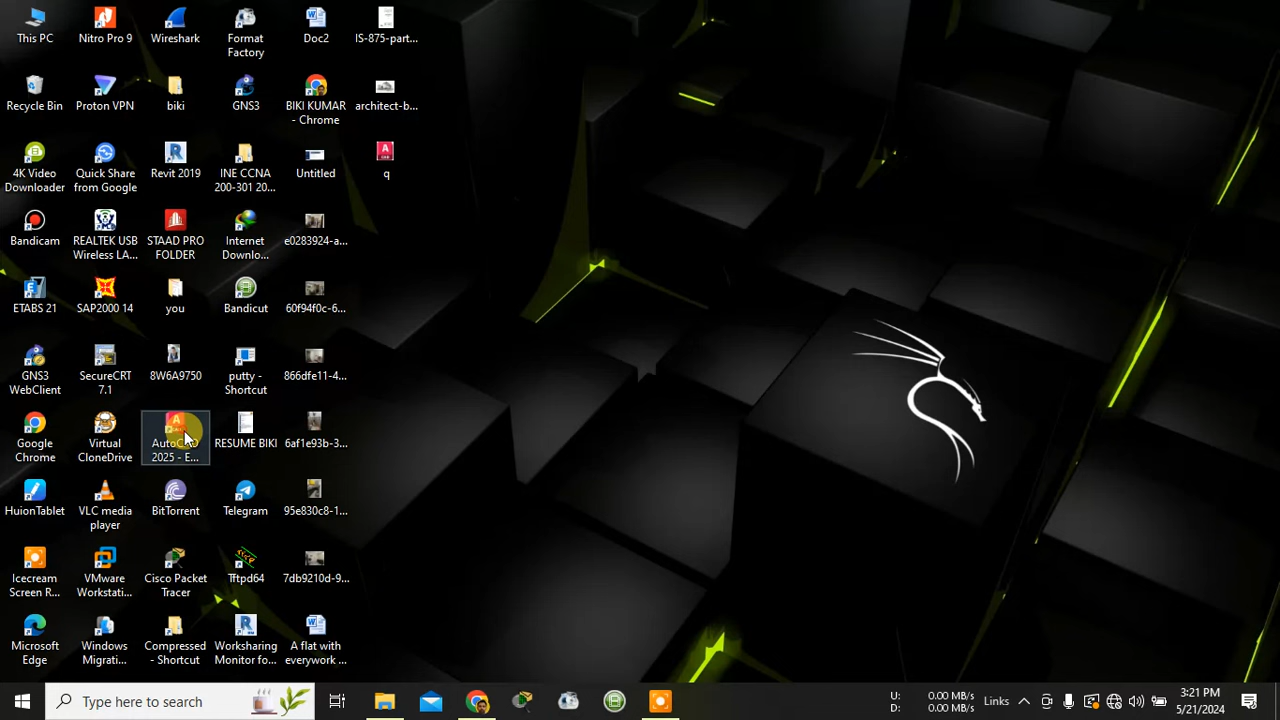 This PC
Nitro Pro 9
Wireshark
Format
Factory
Doc2
IS-875-part...
Recycle Bin
Proton VPN
biki
GNS3
BIKI KUMAR
- Chrome
architect-b...
4K Video
Downloader
Quick Share
from Google
Revit 2019
INE CCNA
200-301 20...
Untitled
q
Bandicam
REALTEK USB
Wireless LA...
STAAD PRO
FOLDER
Internet
Downlo...
e0283924-a...
ETABS 21
SAP2000 14
you
Bandicut
60f94f0c-6...
GNS3
WebClient
SecureCRT
7.1
8W6A9750
putty -
Shortcut
866dfe11-4...
Google
Chrome
Virtual
CloneDrive
AutoCAD
2025 - E...
RESUME BIKI
6af1e93b-3...
HuionTablet
VLC media
player
BitTorrent
Telegram
95e830c8-1...
Icecream
Screen R...
VMware
Workstati...
Cisco Packet
Tracer
Tftpd64
7db9210d-9...
Microsoft
Edge
Windows
Migrati...
Compressed
- Shortcut
Worksharing
Monitor fo...
A flat with
everywork ...
Type here to search
U: 0.00 MB/s
D: 0.00 MB/s
Links
3:21 PM
5/21/2024